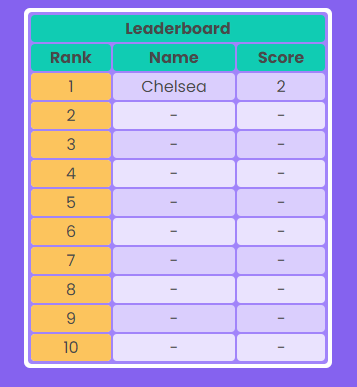 Leaderboard
Rank Name Score
1 Chelsea 2
2 - -
3 - -
4 - -
5 - -
6 - -
7 - -
8 - -
9 - -
10 - -